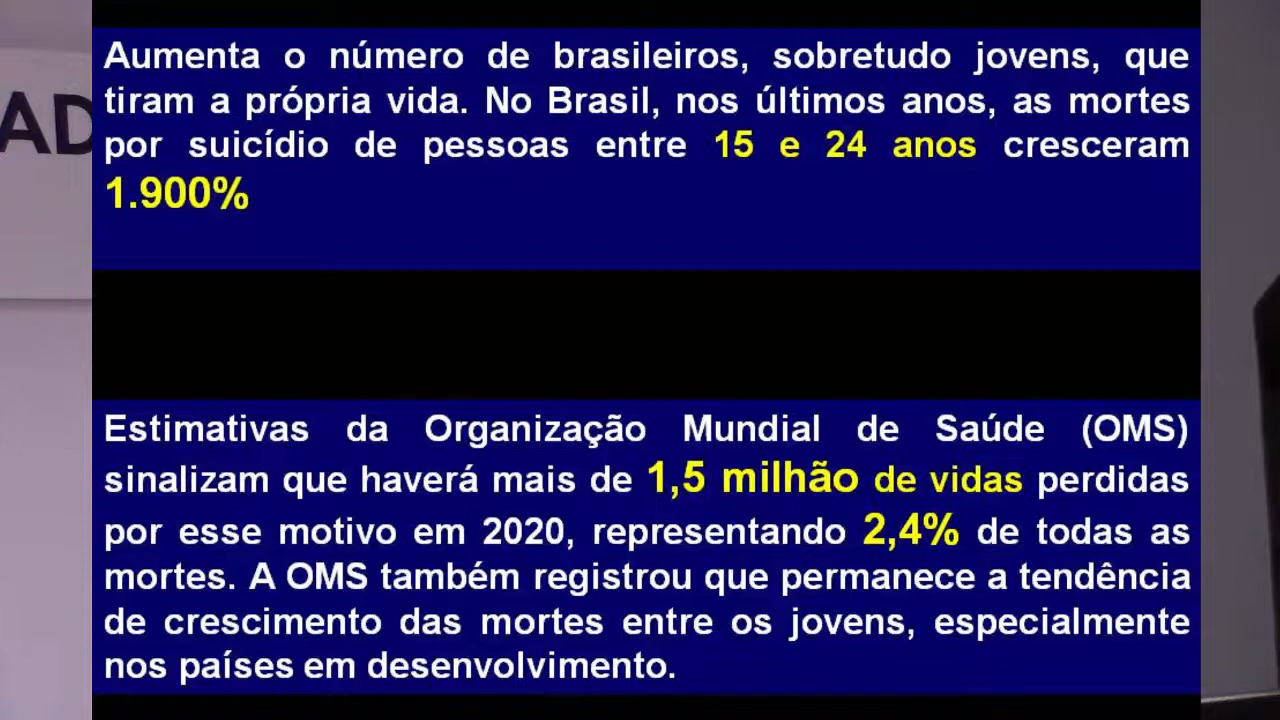 Aumenta o número de brasileiros, sobretudo jovens, que
tiram a própria vida. No Brasil, nos últimos anos, as mortes
por suicídio de pessoas entre 15 e 24 anos cresceram
1.900%
AD
Estimativas da Organização Mundial de Saúde (OMS)
sinalizam que haverá mais de 1,5 milhão de vidas perdidas
por esse motivo em 2020, representando 2,4% de todas as
mortes. A OMS também registrou que permanece a tendência
de crescimento das mortes entre os jovens, especialmente
nos países em desenvolvimento.